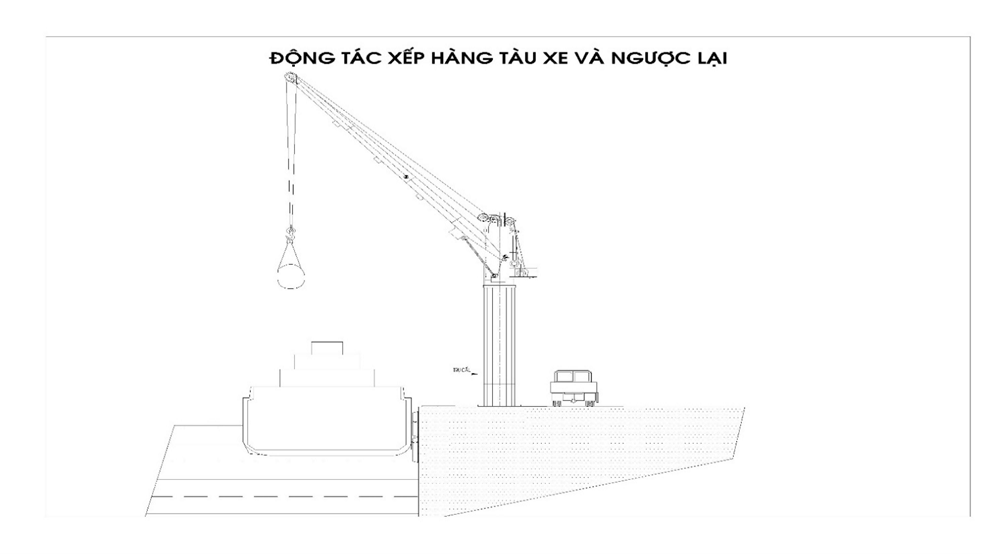 ĐỘNG TÁC XẾP HÀNG TÀU XE VÀ NGƯỢC LẠI